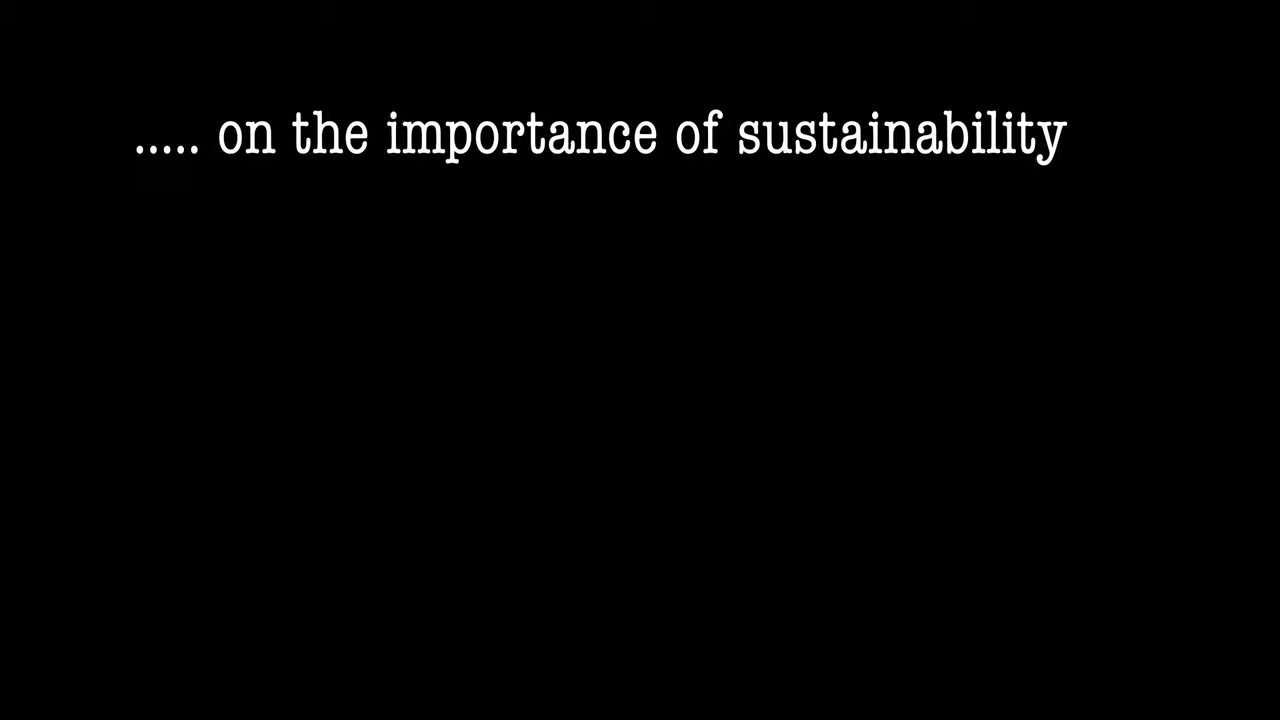 ..... on the importance of sustainability